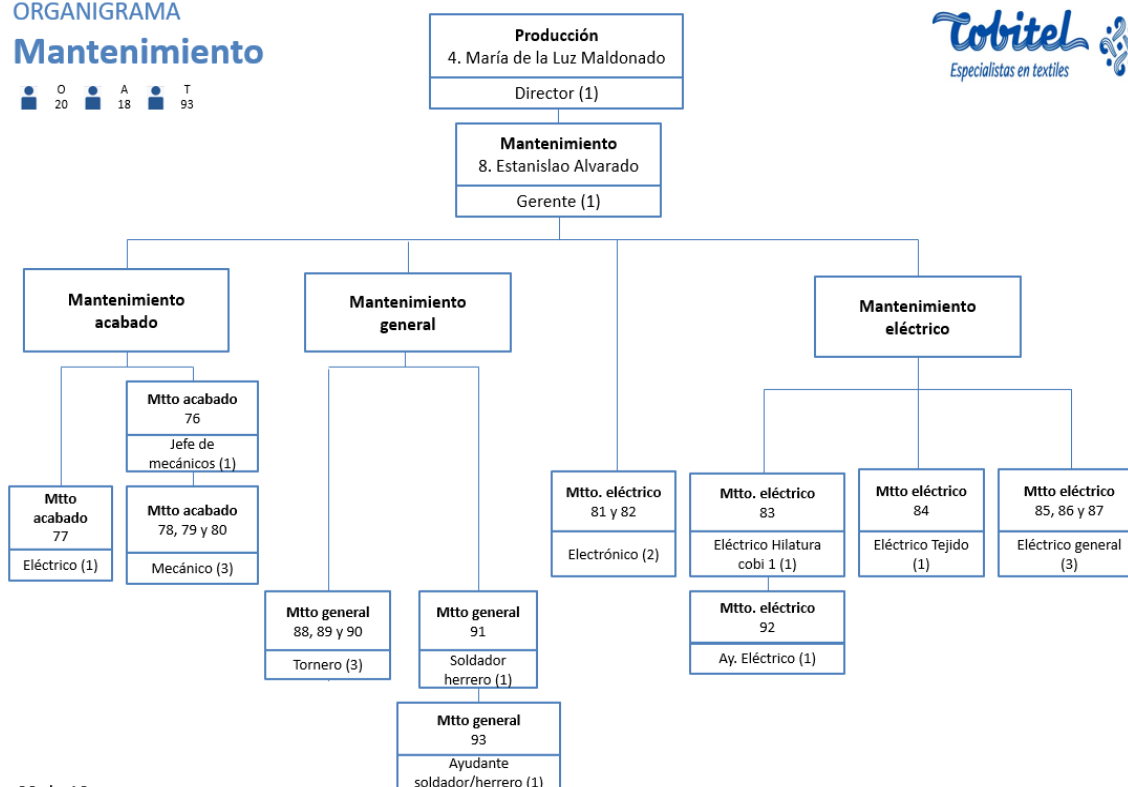 ORGANIGRAMA
Mantenimiento
O
20
A
18
T
93
Producción
4. María de la Luz Maldonado
Director (1)
Cobitel
Especialistas en textiles
Mantenimiento
8. Estanislao Alvarado
Gerente (1)
Mantenimiento
acabado
Mantenimiento
general
Mantenimiento
eléctrico
Mtto acabado
76
Jefe de
mecánicos (1)
Mtto
acabado
77
Eléctrico (1)
Mtto acabado
78, 79 y 80
Mecánico (3)
Mtto. eléctrico
81 y 82
Electrónico (2)
Mtto. eléctrico
83
Eléctrico Hilatura
cobi 1 (1)
Mtto eléctrico
84
Eléctrico Tejido
(1)
Mtto eléctrico
85, 86 y 87
Eléctrico general
(3)
Mtto general
88, 89 y 90
Tornero (3)
Mtto general
91
Soldador
herrero (1)
Mtto. eléctrico
92
Ay. Eléctrico (1)
Mtto general
93
Ayudante
soldador/herrero (1)